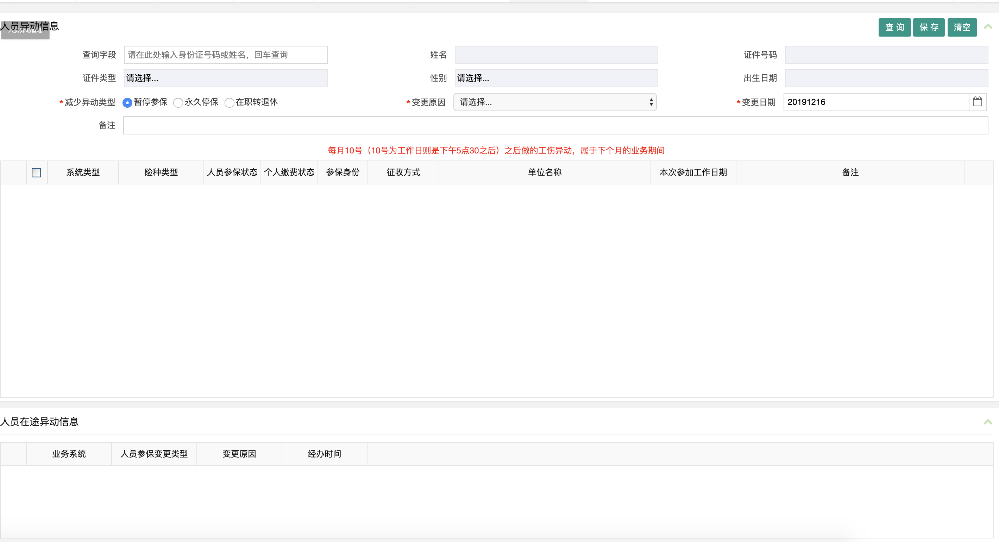 人员异动信息
人员异动管理
查 询 保 存 清空
查询字段 请在此处输入身份证号码或姓名，回车查询 姓名 证件号码
证件类型 请选择... 性别 请选择... 出生日期
*减少异动类型 暂停参保 永久停保 在职转退休 *变更原因 请选择... *变更日期 20191216
备注
每月10号（10号为工作日则是下午5点30之后）之后做的工伤异动，属于下个月的业务期间
系统类型 险种类型 人员参保状态 个人缴费状态 参保身份 征收方式 单位名称 本次参加工作日期 备注
人员在途异动信息
业务系统 人员参保变更类型 变更原因 经办时间